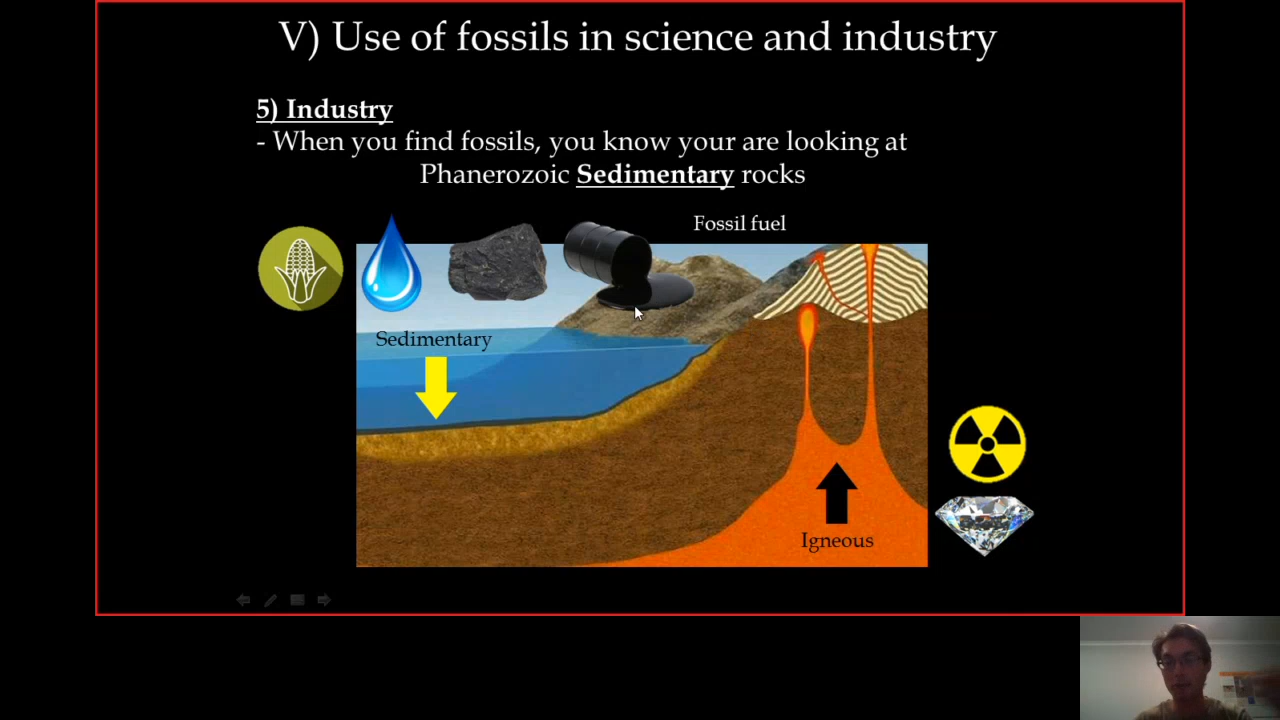 V) Use of fossils in science and industry
5) Industry
- When you find fossils, you know your are looking at
Phanerozoic Sedimentary rocks
Fossil fuel
Sedimentary
Igneous